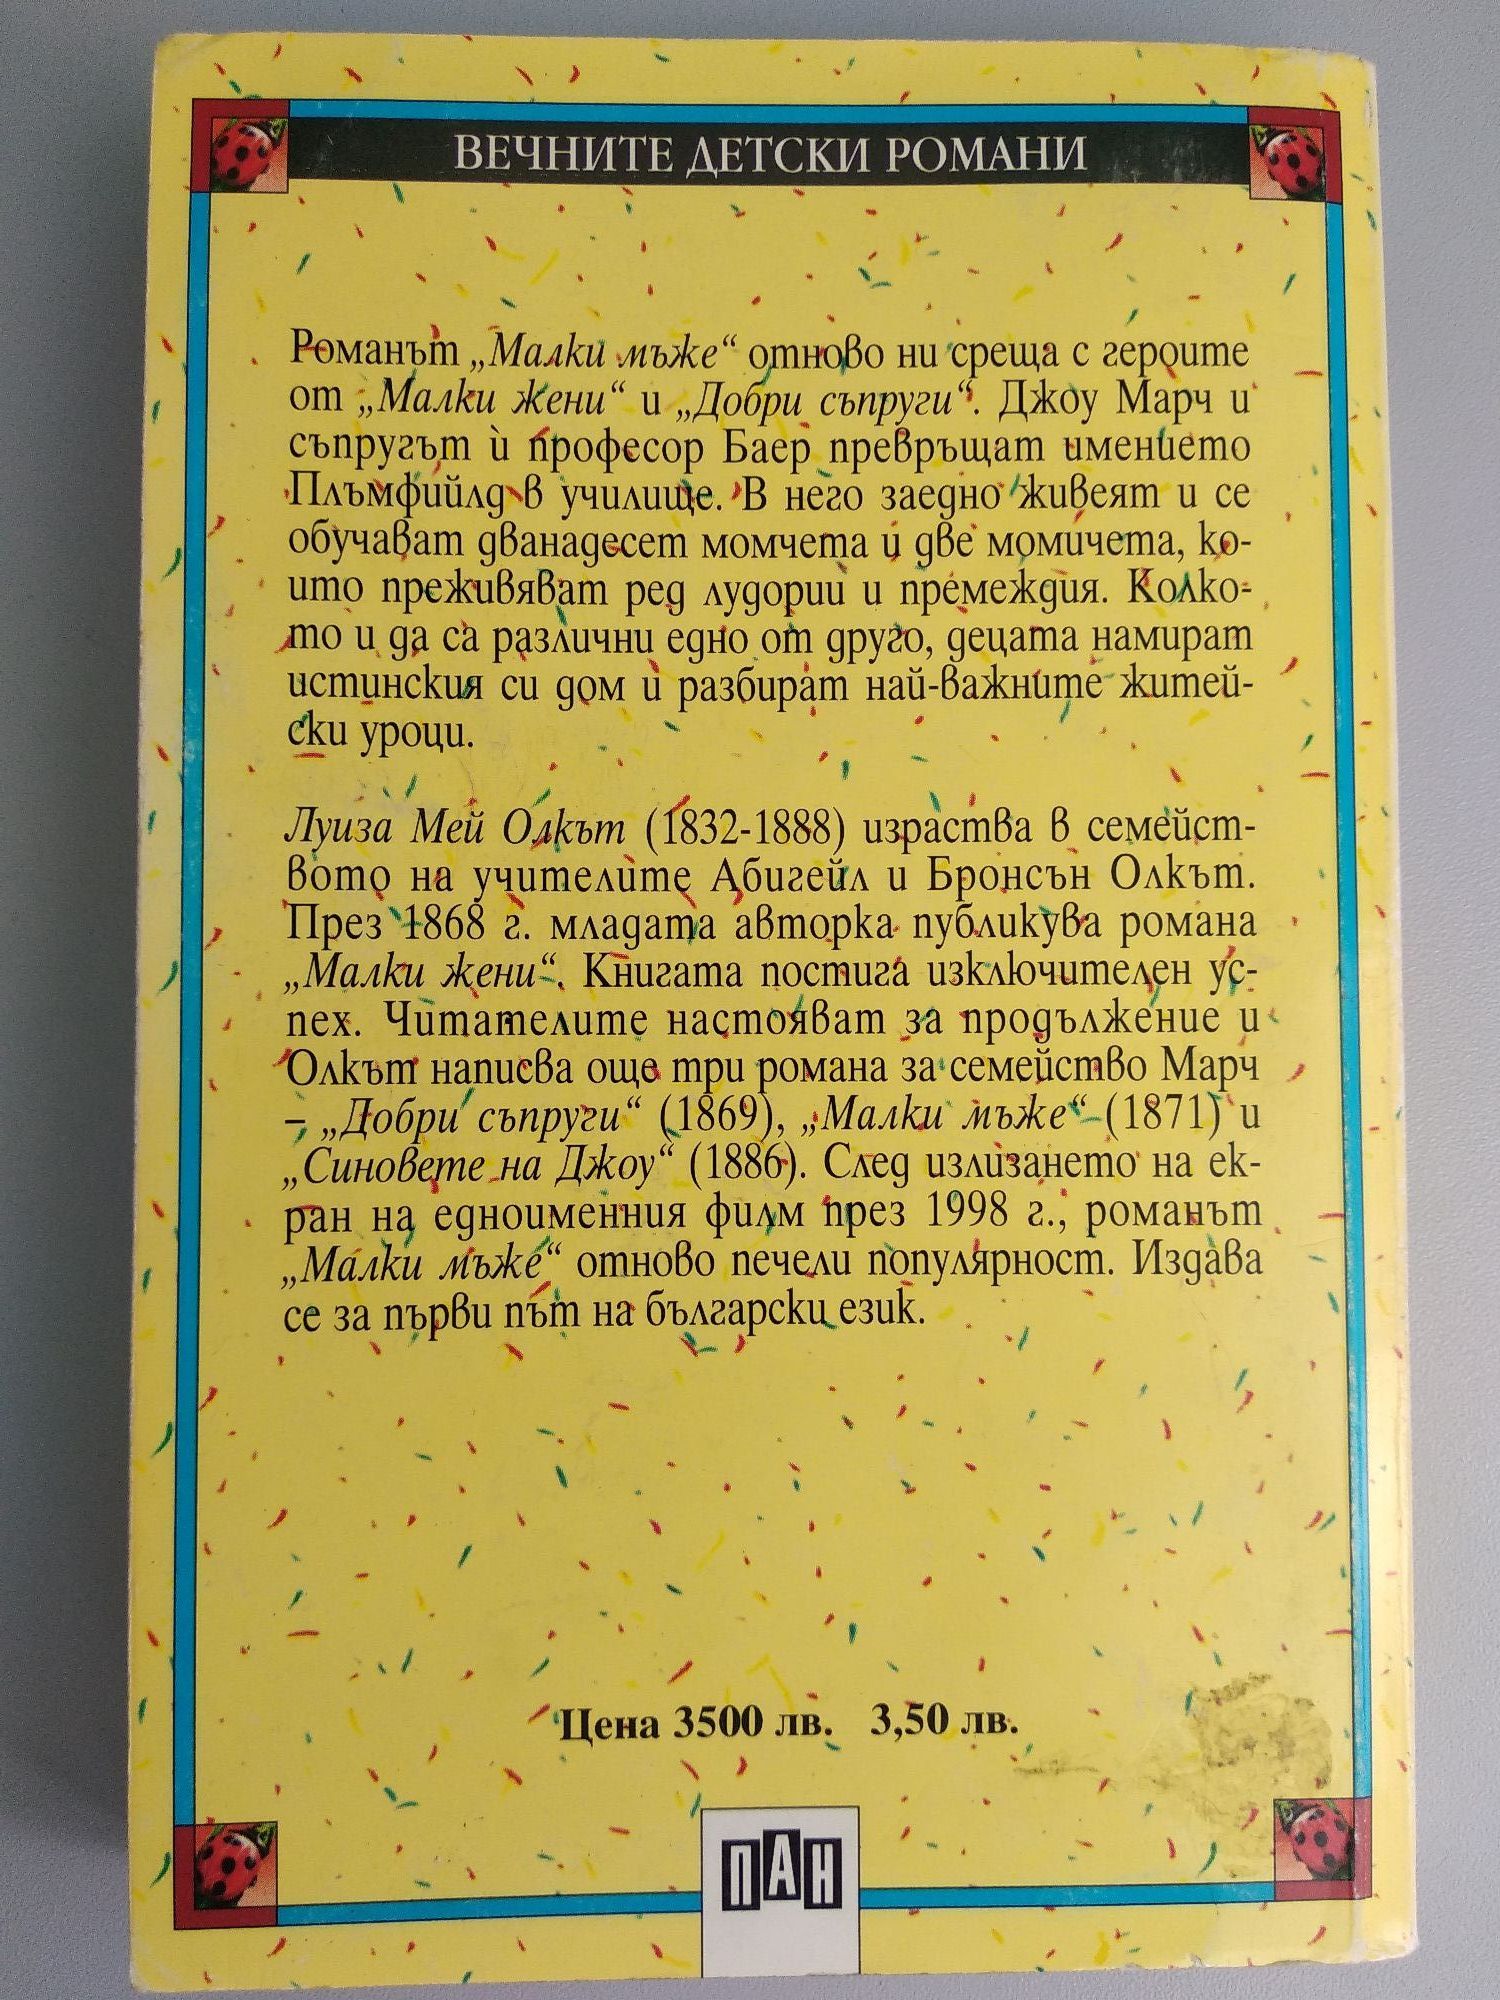 ВЕЧНИТЕ ДЕТСКИ РОМАНИ
Романът „Малки мъже“ отново ни среща с героите
от „Малки жени“ и „Добри съпруги“. Джоу Марч и
съпругът ѝ професор Баер превръщат имението
Плъмфийлд в училище. В него заедно живеят и се
обучават дванадесет момчета и две момичета, ко-
ито преживяват ред лудории и премеждия. Колко-
то и да са различни едно от друго, децата намират
истинския си дом и разбират най-важните житей-
ски уроци.
Луиза Мей Олкът (1832-1888) израства в семейст-
вото на учителите Абигейл и Бронсън Олкът.
През 1868 г. младата авторка публикува романа
„Малки жени“. Книгата постига изключителен ус-
пех. Читателите настояват за продължение и
Олкът написва още три романа за семейство Марч
– „Добри съпруги“ (1869), „Малки мъже“ (1871) и
„Синовете на Джоу“ (1886). След излизането на ек-
ран на едноименния филм през 1998 г., романът
„Малки мъже“ отново печели популярност. Издава
се за първи път на български език.
Цена 3500 лв. 3,50 лв.
ПАН